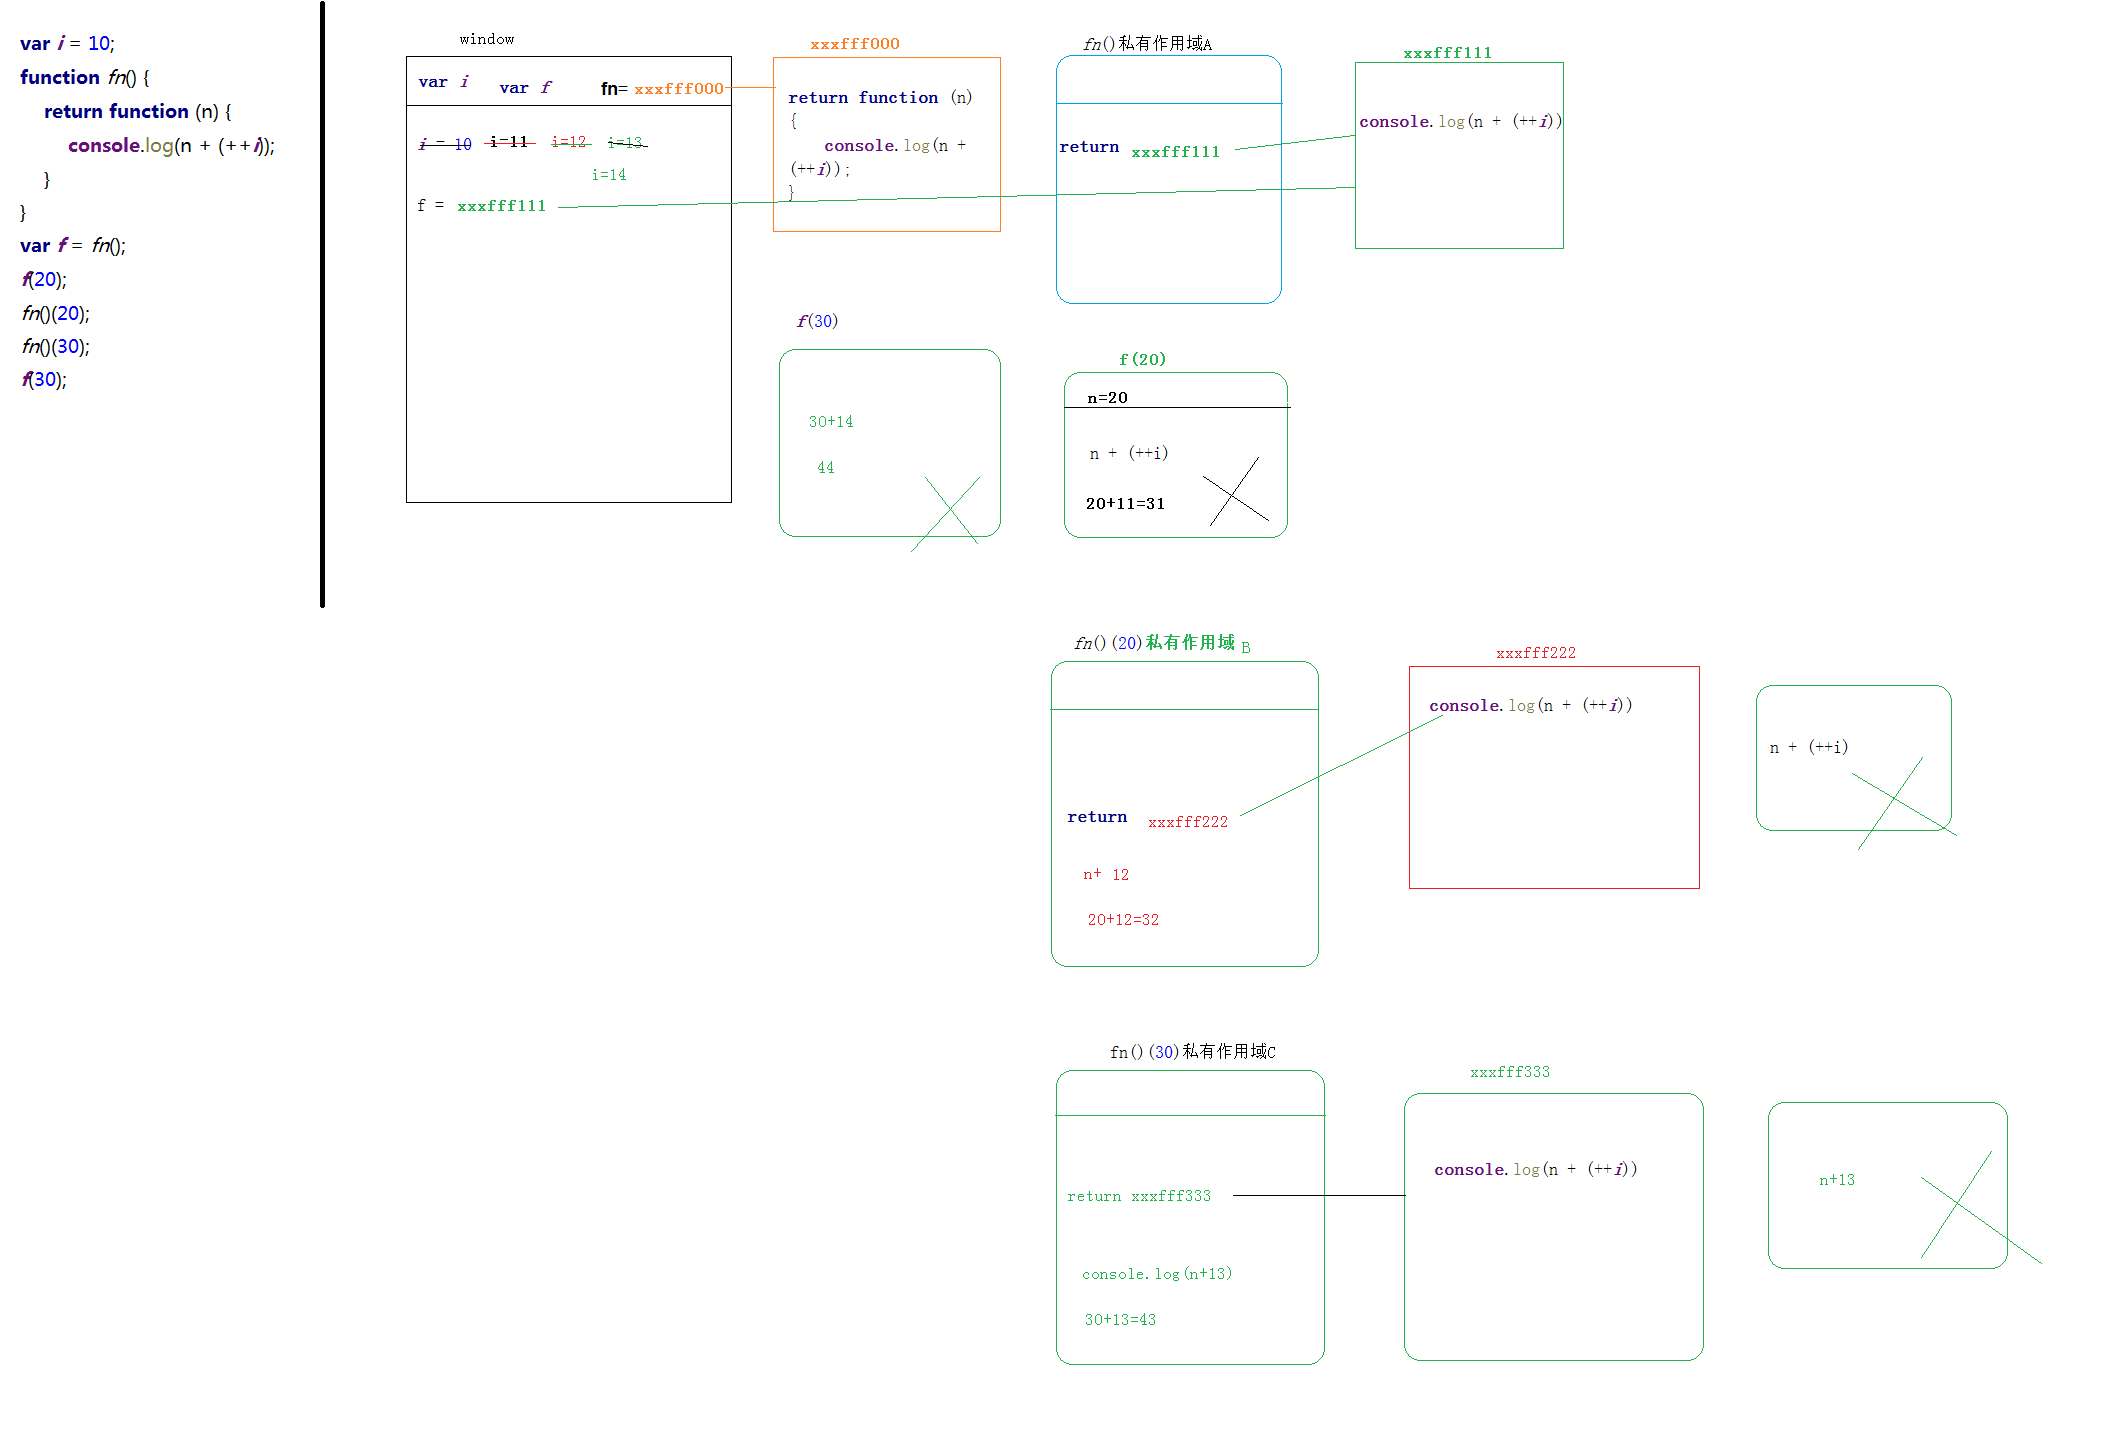 var i = 10;
function fn() {
return function (n) {
console.log(n + (++i));
}
}
var f = fn();
f(20);
fn()(20);
fn()(30);
f(30);
window
var i var f fn= xxxfff000
i = 10 i=11 i=12 i=13
i=14
f = xxxfff111
xxxfff000
return function (n)
{
console.log(n +
(++i));
}
fn()私有作用域A
return xxxfff111
xxxfff111
console.log(n + (++i))
f(30)
30+14
44
f(20)
n=20
n + (++i)
20+11=31
fn()(20)私有作用域 B
return xxxfff222
n+ 12
20+12=32
xxxfff222
console.log(n + (++i))
n + (++i)
fn()(30)私有作用域C
return xxxfff333
console.log(n+13)
30+13=43
xxxfff333
console.log(n + (++i))
n+13